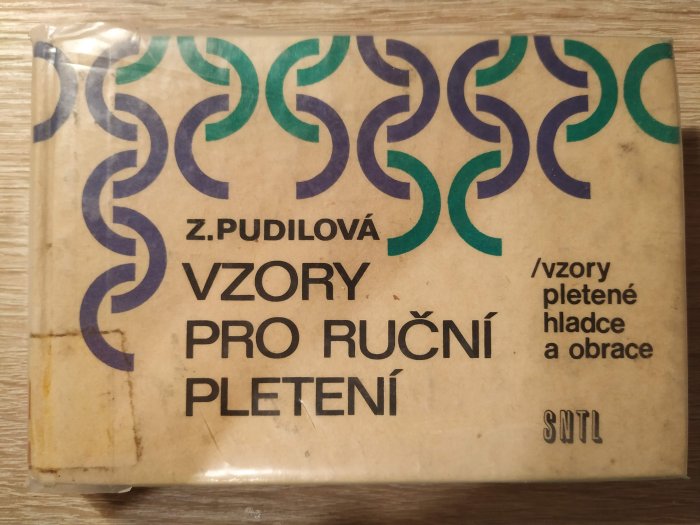 Z.PUDILOVÁ
VZORY
PRO RUČNÍ
PLETENÍ
/vzory
pletené
hladce
a obrace
SNTL